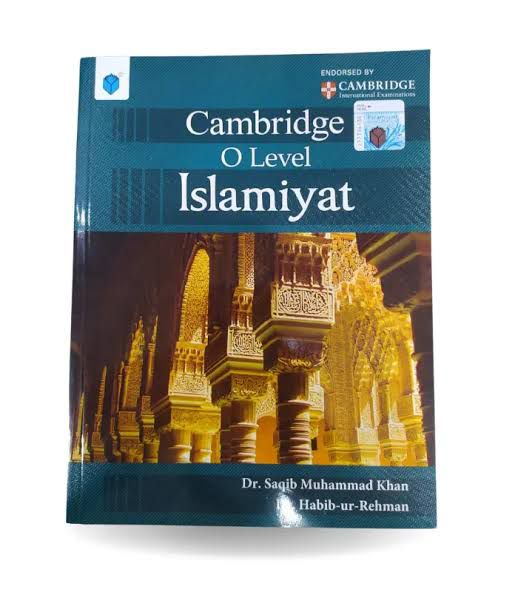 ENDORSED BY
CAMBRIDGE
International Examinations
Cambridge
O Level
Islamiyat
Dr. Saqib Muhammad Khan
Habib-ur-Rehman